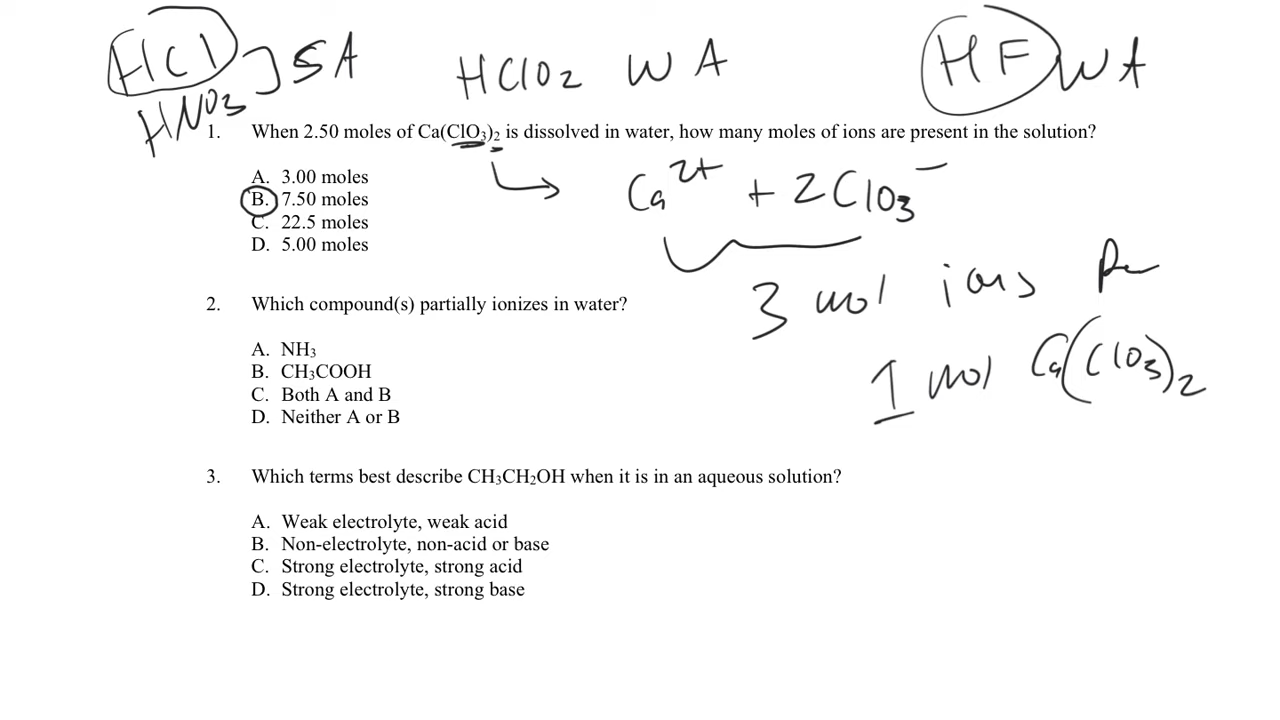 HCl ] SA
HNO3
HClO2 WA
HF WA
1. When 2.50 moles of Ca(ClO₃)₂ is dissolved in water, how many moles of ions are present in the solution?
A. 3.00 moles
B. 7.50 moles
C. 22.5 moles
D. 5.00 moles
Ca²⁺ + 2ClO₃⁻
3 mol ions per
1 mol Ca(ClO₃)₂
2. Which compound(s) partially ionizes in water?
A. NH₃
B. CH₃COOH
C. Both A and B
D. Neither A or B
3. Which terms best describe CH₃CH₂OH when it is in an aqueous solution?
A. Weak electrolyte, weak acid
B. Non-electrolyte, non-acid or base
C. Strong electrolyte, strong acid
D. Strong electrolyte, strong base